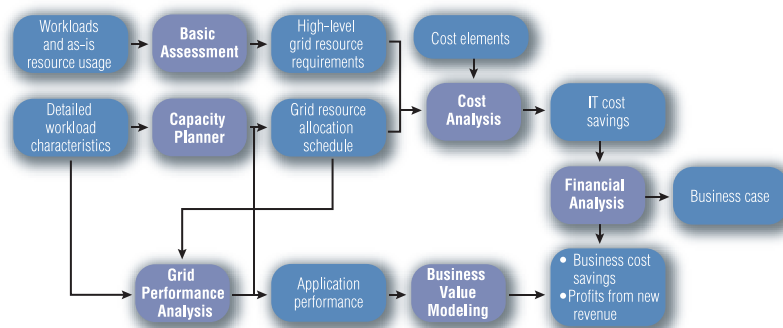 Workloads
and as–is
resource usage
Basic
Assessment
High–level
grid resource
requirements
Cost elements
Detailed
workload
characteristics
Capacity
Planner
Grid resource
allocation
schedule
Cost
Analysis
IT cost
savings
Financial
Analysis
Business case
Grid
Performance
Analysis
Application
performance
Business
Value
Modeling
• Business cost
savings
• Profits from new
revenue